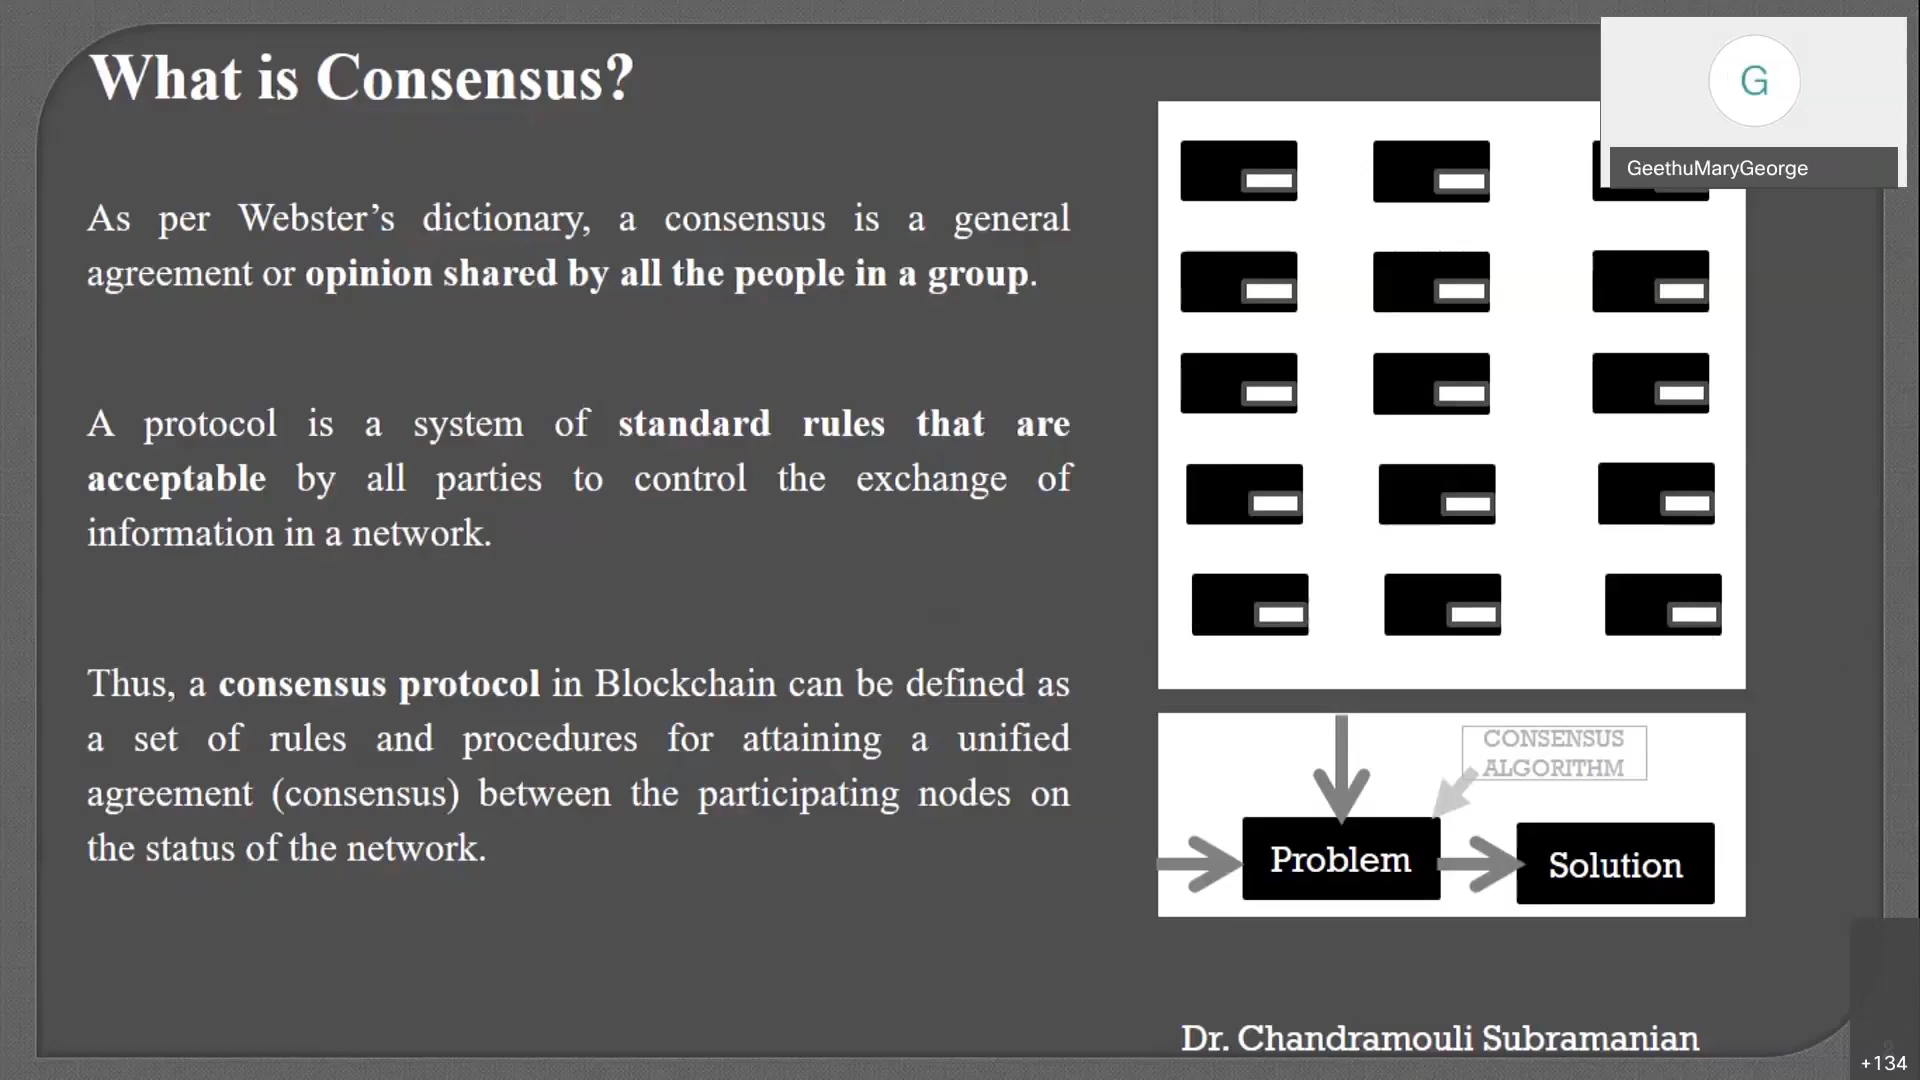 What is Consensus?
As per Webster’s dictionary, a consensus is a general
agreement or opinion shared by all the people in a group.
A protocol is a system of standard rules that are
acceptable by all parties to control the exchange of
information in a network.
Thus, a consensus protocol in Blockchain can be defined as
a set of rules and procedures for attaining a unified
agreement (consensus) between the participating nodes on
the status of the network.
G
GeethuMaryGeorge
CONSENSUS
ALGORITHM
Problem
Solution
Dr. Chandramouli Subramanian
+134